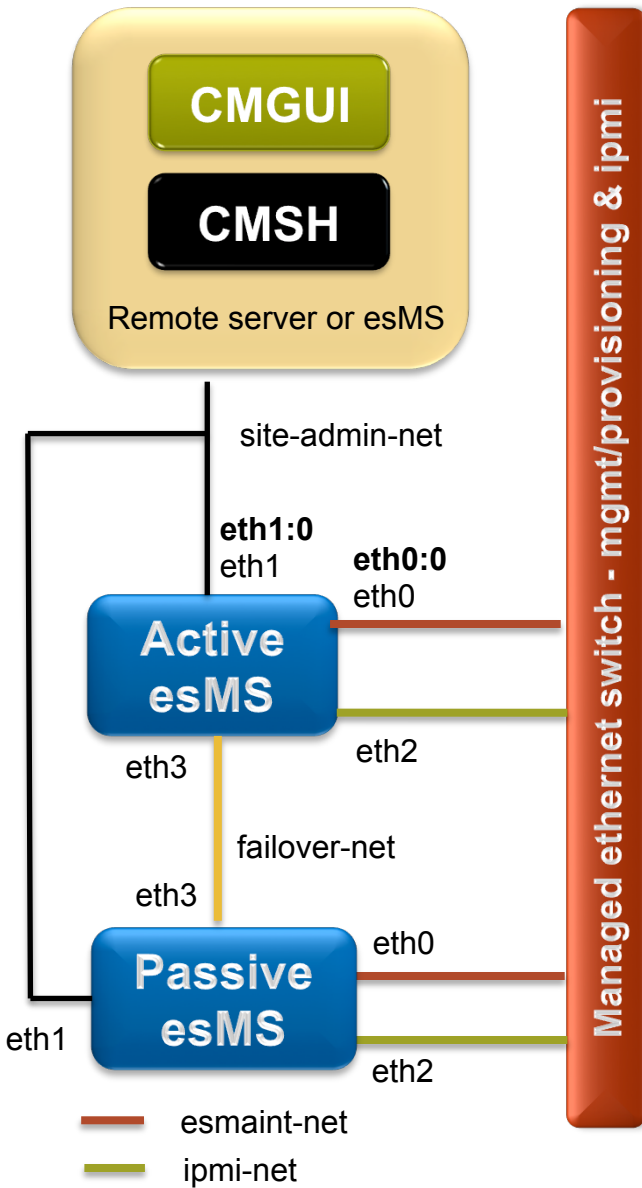 CMGUI
CMSH
Remote server or esMS
site-admin-net
eth1:0
eth1
eth0:0
eth0
Active
esMS
eth3
eth2
failover-net
eth3
eth0
Passive
esMS
eth1
eth2
esmaint-net
ipmi-net
Managed ethernet switch - mgmt/provisioning & ipmi